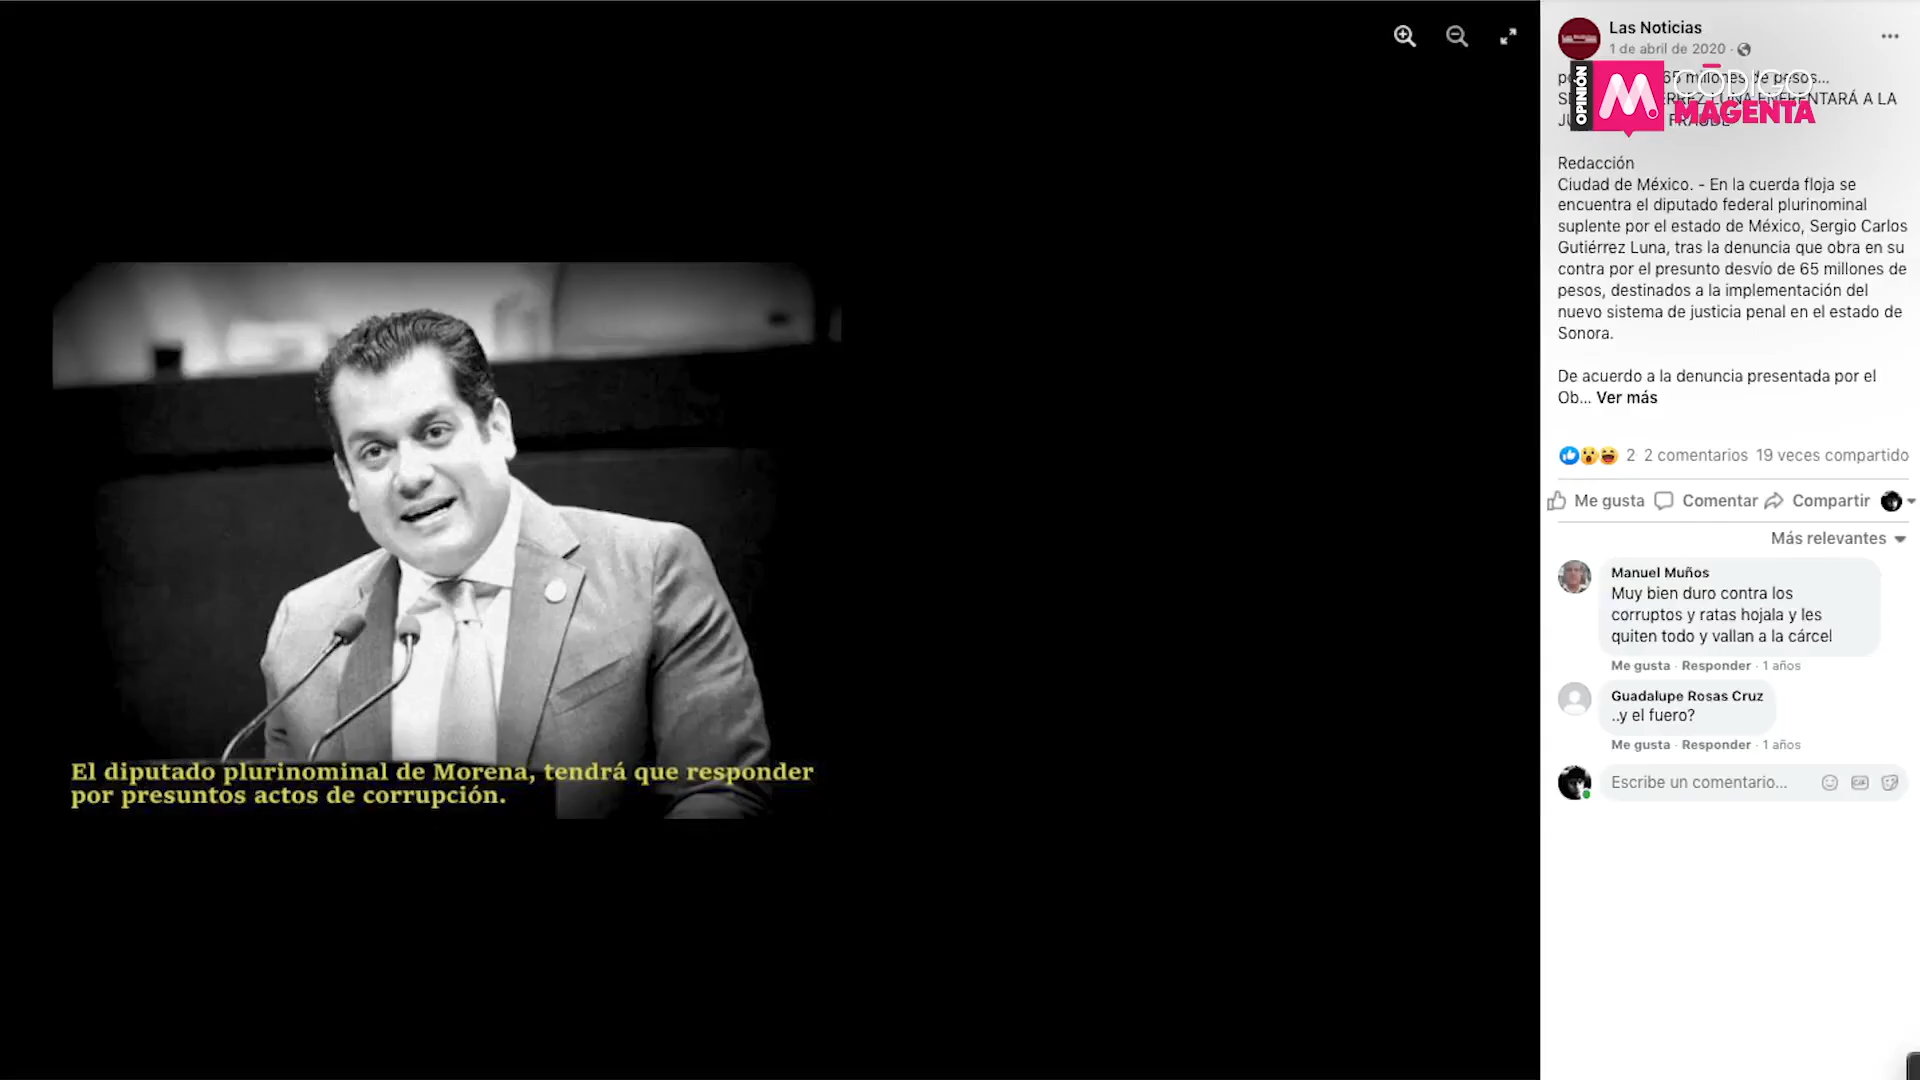 El diputado plurinominal de Morena, tendrá que responder
por presuntos actos de corrupción.
Las Noticias
1 de abril de 2020 ·
65 millones de pesos...
LUNA ENFRENTARÁ A LA
FRAUDE
OPINIÓN
M.
CÓDIGO
MAGENTA
Redacción
Ciudad de México. - En la cuerda floja se
encuentra el diputado federal plurinominal
suplente por el estado de México, Sergio Carlos
Gutiérrez Luna, tras la denuncia que obra en su
contra por el presunto desvío de 65 millones de
pesos, destinados a la implementación del
nuevo sistema de justicia penal en el estado de
Sonora.
De acuerdo a la denuncia presentada por el
Ob... Ver más
2 2 comentarios 19 veces compartido
Me gusta Comentar Compartir
Más relevantes
Manuel Muños
Muy bien duro contra los
corruptos y ratas hojala y les
quiten todo y vallan a la cárcel
Me gusta · Responder · 1 años
Guadalupe Rosas Cruz
..y el fuero?
Me gusta · Responder · 1 años
Escribe un comentario... GIF